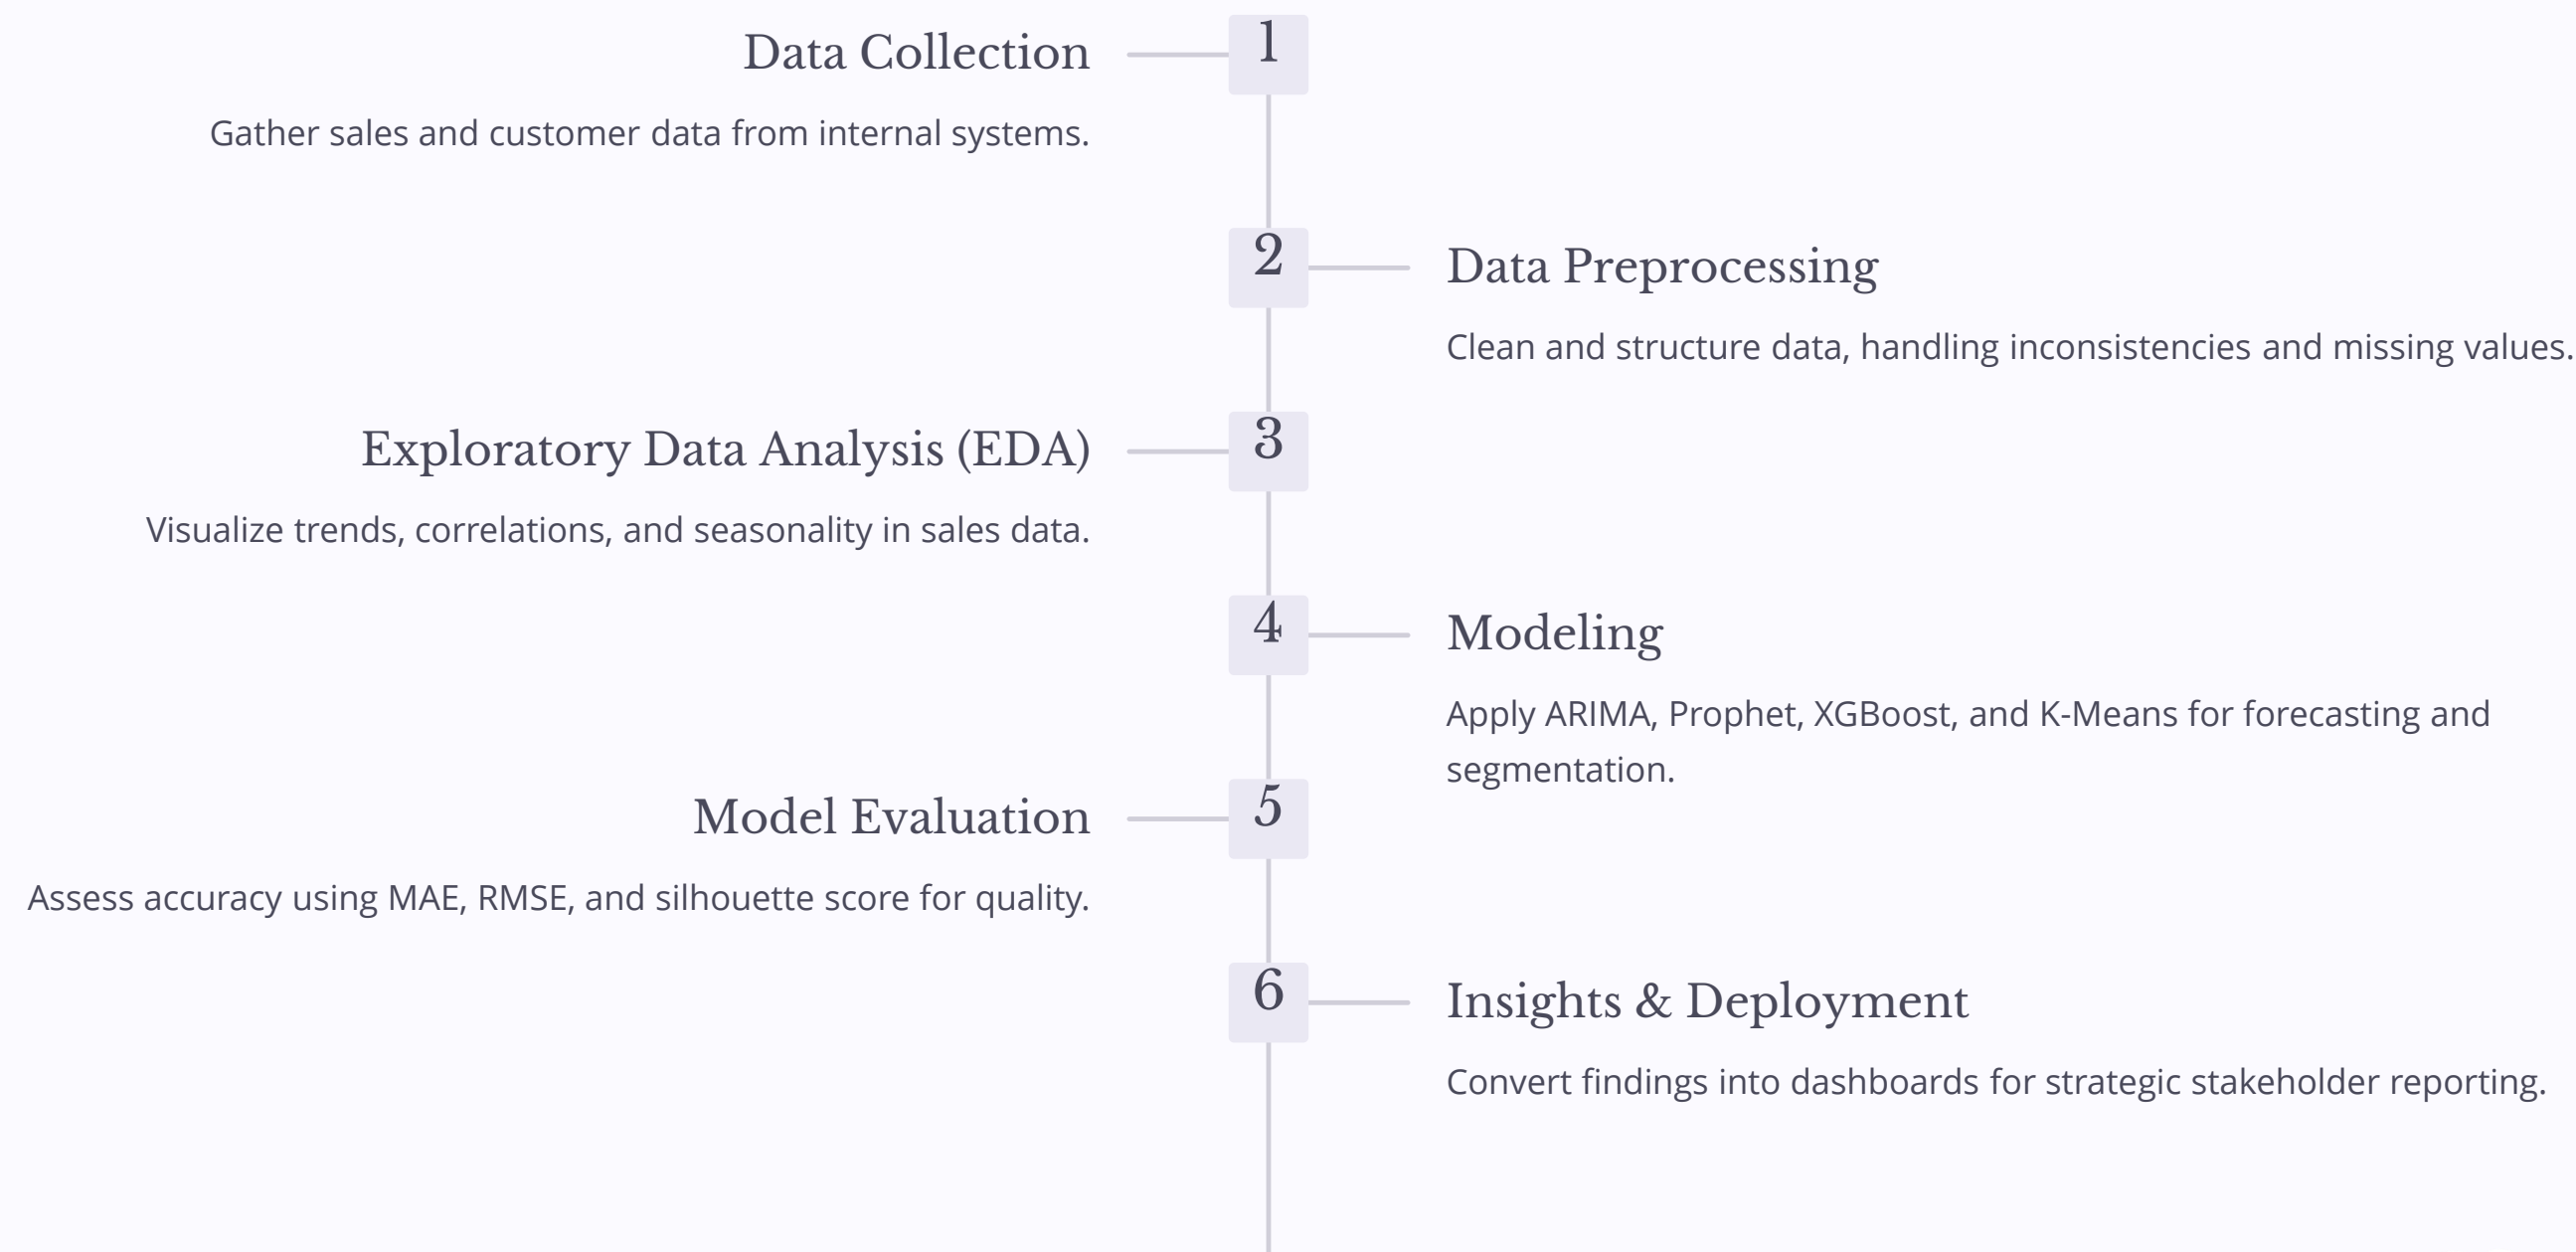 1
Data Collection
Gather sales and customer data from internal systems.
2
Data Preprocessing
Clean and structure data, handling inconsistencies and missing values.
3
Exploratory Data Analysis (EDA)
Visualize trends, correlations, and seasonality in sales data.
4
Modeling
Apply ARIMA, Prophet, XGBoost, and K-Means for forecasting and
segmentation.
5
Model Evaluation
Assess accuracy using MAE, RMSE, and silhouette score for quality.
6
Insights & Deployment
Convert findings into dashboards for strategic stakeholder reporting.